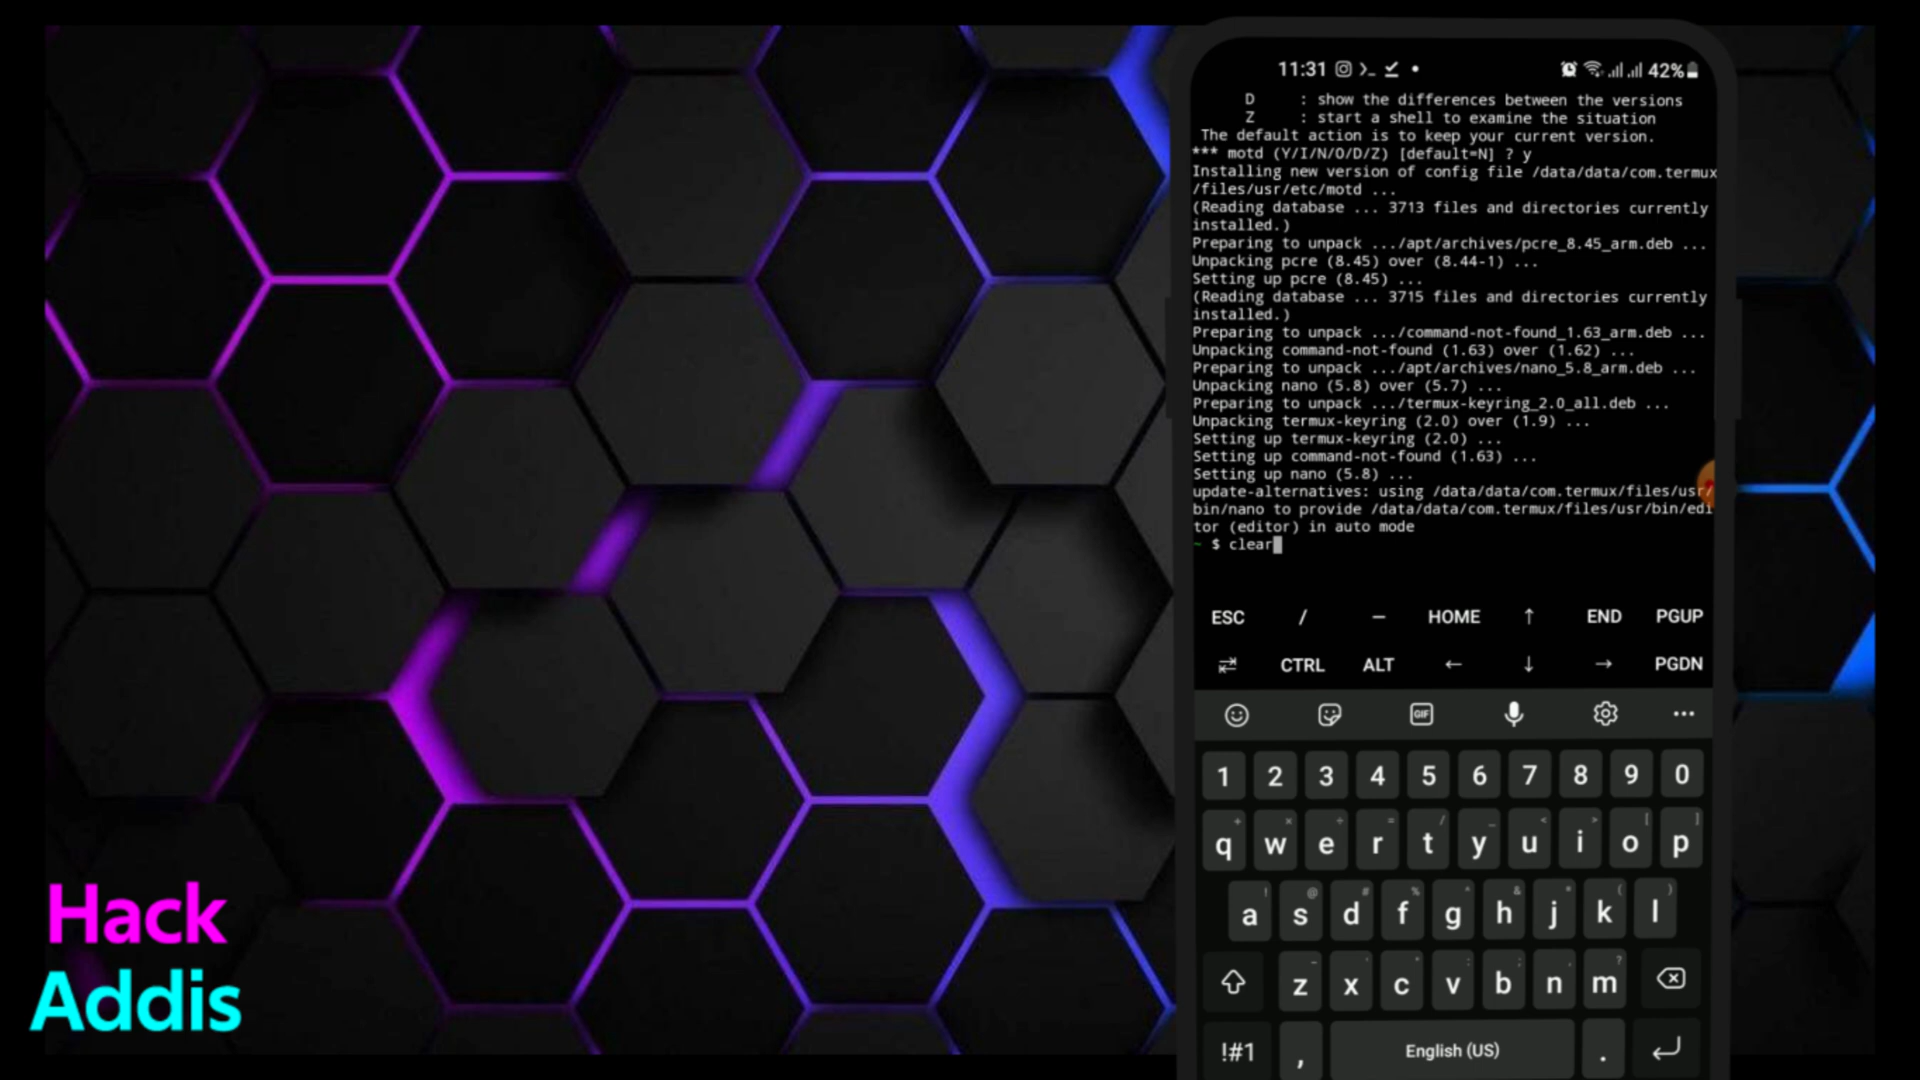 11:31 42%
D : show the differences between the versions
Z : start a shell to examine the situation
The default action is to keep your current version.
*** motd (Y/I/N/O/D/Z) [default=N] ? y
Installing new version of config file /data/data/com.termux
/files/usr/etc/motd ...
(Reading database ... 3713 files and directories currently
installed.)
Preparing to unpack .../apt/archives/pcre_8.45_arm.deb ...
Unpacking pcre (8.45) over (8.44-1) ...
Setting up pcre (8.45) ...
(Reading database ... 3715 files and directories currently
installed.)
Preparing to unpack .../command-not-found_1.63_arm.deb ...
Unpacking command-not-found (1.63) over (1.62) ...
Preparing to unpack .../apt/archives/nano_5.8_arm.deb ...
Unpacking nano (5.8) over (5.7) ...
Preparing to unpack .../termux-keyring_2.0_all.deb ...
Unpacking termux-keyring (2.0) over (1.9) ...
Setting up termux-keyring (2.0) ...
Setting up command-not-found (1.63) ...
Setting up nano (5.8) ...
update-alternatives: using /data/data/com.termux/files/usr/
bin/nano to provide /data/data/com.termux/files/usr/bin/edi
tor (editor) in auto mode
~ $ clear
ESC / — HOME ↑ END PGUP
CTRL ALT ← ↓ → PGDN
GIF
1 2 3 4 5 6 7 8 9 0
q w e r t y u i o p
a s d f g h j k l
z x c v b n m
!#1 , English (US) .
Hack
Addis